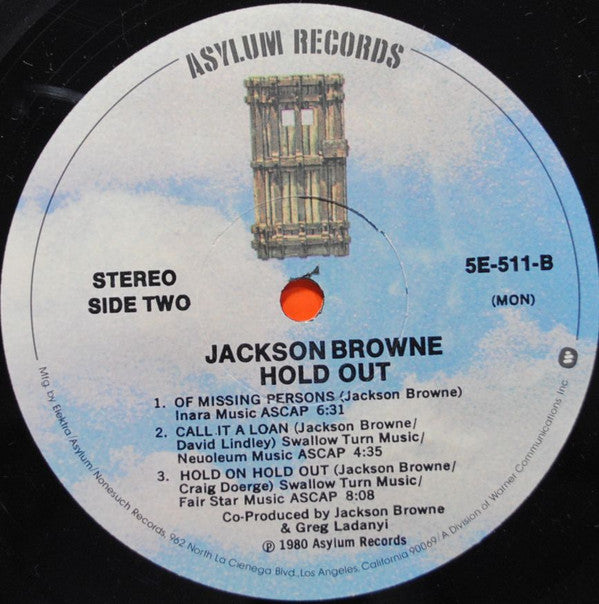 ASYLUM RECORDS
STEREO
SIDE TWO
5E-511-B
(MON)
JACKSON BROWNE
HOLD OUT
1. OF MISSING PERSONS (Jackson Browne)
Inara Music ASCAP 6:31
2. CALL IT A LOAN (Jackson Browne/
David Lindley) Swallow Turn Music/
Neuoleum Music ASCAP 4:35
3. HOLD ON HOLD OUT (Jackson Browne/
Craig Doerge) Swallow Turn Music/
Fair Star Music ASCAP 8:08
Co-Produced by Jackson Browne
& Greg Ladanyi
℗ 1980 Asylum Records
Mfg. by Elektra/Asylum/Nonesuch Records, 962 North La Cienega Blvd., Los Angeles, California 90069/A Division of Warner Communications Inc.